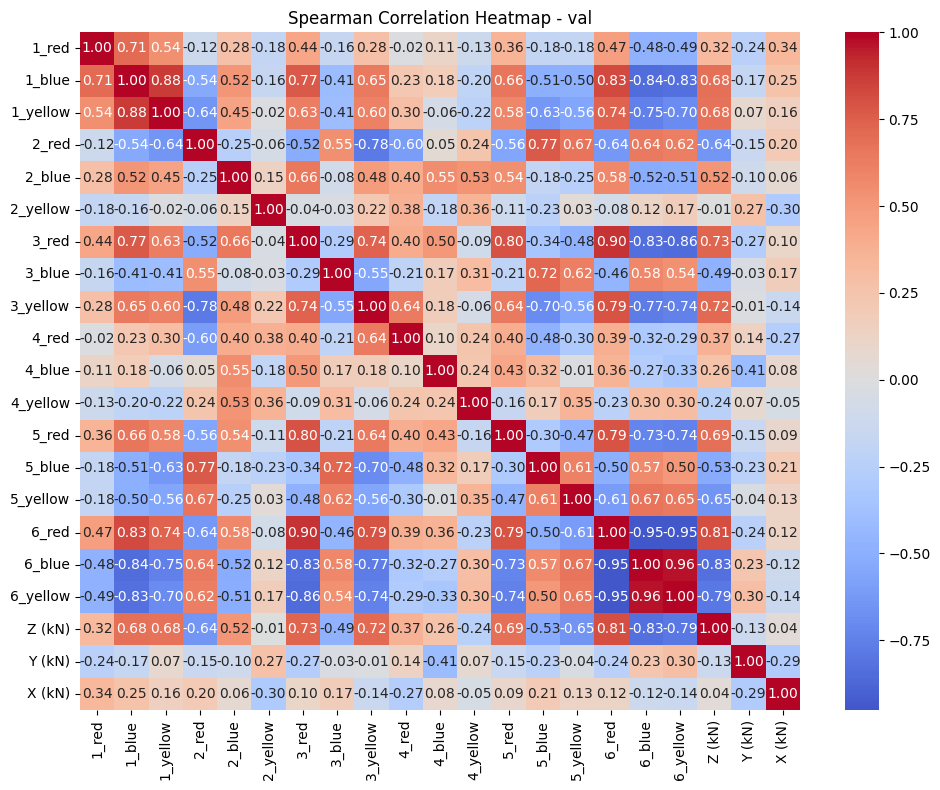 Spearman Correlation Heatmap - val
1_red 1.00 0.71 0.54 -0.12 0.28 -0.18 0.44 -0.16 0.28 -0.02 0.11 -0.13 0.36 -0.18 -0.18 0.47 -0.48 -0.49 0.32 -0.24 0.34
1_blue 0.71 1.00 0.88 -0.54 0.52 -0.16 0.77 -0.41 0.65 0.23 0.18 -0.20 0.66 -0.51 -0.50 0.83 -0.84 -0.83 0.68 -0.17 0.25
1_yellow 0.54 0.88 1.00 -0.64 0.45 -0.02 0.63 -0.41 0.60 0.30 -0.06 -0.22 0.58 -0.63 -0.56 0.74 -0.75 -0.70 0.68 0.07 0.16
2_red -0.12 -0.54 -0.64 1.00 -0.25 -0.06 -0.52 0.55 -0.78 -0.60 0.05 0.24 -0.56 0.77 0.67 -0.64 0.64 0.62 -0.64 -0.15 0.20
2_blue 0.28 0.52 0.45 -0.25 1.00 0.15 0.66 -0.08 0.48 0.40 0.55 0.53 0.54 -0.18 -0.25 0.58 -0.52 -0.51 0.52 -0.10 0.06
2_yellow -0.18 -0.16 -0.02 -0.06 0.15 1.00 -0.04 -0.03 0.22 0.38 -0.18 0.36 -0.11 -0.23 0.03 -0.08 0.12 0.17 -0.01 0.27 -0.30
3_red 0.44 0.77 0.63 -0.52 0.66 -0.04 1.00 -0.29 0.74 0.40 0.50 -0.09 0.80 -0.34 -0.48 0.90 -0.83 -0.86 0.73 -0.27 0.10
3_blue -0.16 -0.41 -0.41 0.55 -0.08 -0.03 -0.29 1.00 -0.55 -0.21 0.17 0.31 -0.21 0.72 0.62 -0.46 0.58 0.54 -0.49 -0.03 0.17
3_yellow 0.28 0.65 0.60 -0.78 0.48 0.22 0.74 -0.55 1.00 0.64 0.18 -0.06 0.64 -0.70 -0.56 0.79 -0.77 -0.74 0.72 -0.01 -0.14
4_red -0.02 0.23 0.30 -0.60 0.40 0.38 0.40 -0.21 0.64 1.00 0.10 0.24 0.40 -0.48 -0.30 0.39 -0.32 -0.29 0.37 0.14 -0.27
4_blue 0.11 0.18 -0.06 0.05 0.55 -0.18 0.50 0.17 0.18 0.10 1.00 0.24 0.43 0.32 -0.01 0.36 -0.27 -0.33 0.26 -0.41 0.08
4_yellow -0.13 -0.20 -0.22 0.24 0.53 0.36 -0.09 0.31 -0.06 0.24 0.24 1.00 -0.16 0.17 0.35 -0.23 0.30 0.30 -0.24 0.07 -0.05
5_red 0.36 0.66 0.58 -0.56 0.54 -0.11 0.80 -0.21 0.64 0.40 0.43 -0.16 1.00 -0.30 -0.47 0.79 -0.73 -0.74 0.69 -0.15 0.09
5_blue -0.18 -0.51 -0.63 0.77 -0.18 -0.23 -0.34 0.72 -0.70 -0.48 0.32 0.17 -0.30 1.00 0.61 -0.50 0.57 0.50 -0.53 -0.23 0.21
5_yellow -0.18 -0.50 -0.56 0.67 -0.25 0.03 -0.48 0.62 -0.56 -0.30 -0.01 0.35 -0.47 0.61 1.00 -0.61 0.67 0.65 -0.65 -0.04 0.13
6_red 0.47 0.83 0.74 -0.64 0.58 -0.08 0.90 -0.46 0.79 0.39 0.36 -0.23 0.79 -0.50 -0.61 1.00 -0.95 -0.95 0.81 -0.24 0.12
6_blue -0.48 -0.84 -0.75 0.64 -0.52 0.12 -0.83 0.58 -0.77 -0.32 -0.27 0.30 -0.73 0.57 0.67 -0.95 1.00 0.96 -0.83 0.23 -0.12
6_yellow -0.49 -0.83 -0.70 0.62 -0.51 0.17 -0.86 0.54 -0.74 -0.29 -0.33 0.30 -0.74 0.50 0.65 -0.95 0.96 1.00 -0.79 0.30 -0.14
Z (kN) 0.32 0.68 0.68 -0.64 0.52 -0.01 0.73 -0.49 0.72 0.37 0.26 -0.24 0.69 -0.53 -0.65 0.81 -0.83 -0.79 1.00 -0.13 0.04
Y (kN) -0.24 -0.17 0.07 -0.15 -0.10 0.27 -0.27 -0.03 -0.01 0.14 -0.41 0.07 -0.15 -0.23 -0.04 -0.24 0.23 0.30 -0.13 1.00 -0.29
X (kN) 0.34 0.25 0.16 0.20 0.06 -0.30 0.10 0.17 -0.14 -0.27 0.08 -0.05 0.09 0.21 0.13 0.12 -0.12 -0.14 0.04 -0.29 1.00
1_red 1_blue 1_yellow 2_red 2_blue 2_yellow 3_red 3_blue 3_yellow 4_red 4_blue 4_yellow 5_red 5_blue 5_yellow 6_red 6_blue 6_yellow Z (kN) Y (kN) X (kN)
1.00
0.75
0.50
0.25
0.00
-0.25
-0.50
-0.75